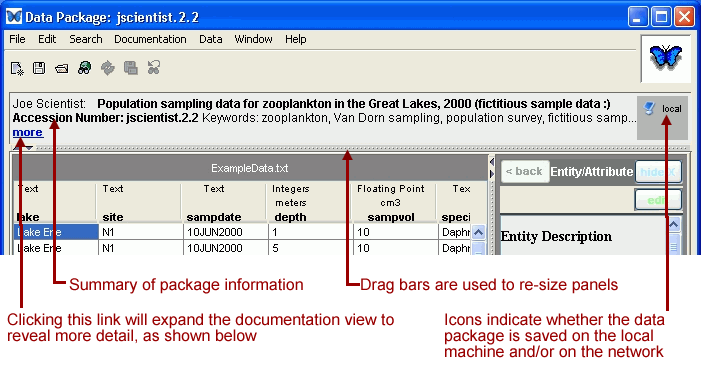 Data Package: jscientist.2.2
File Edit Search Documentation Data Window Help
Joe Scientist: Population sampling data for zooplankton in the Great Lakes, 2000 (fictitious sample data :)
Accession Number: jscientist.2.2 Keywords: zooplankton, Van Dorn sampling, population survey, fictitious samp...
more
local
ExampleData.txt
< back Entity/Attribute hide X
Text Text Text Integers Floating Point Tex
meters cm3
lake site sampdate depth sampvol speci
edi
Lake Erie N1 10JUN2000 1 10 Daphr
Lake Erie N1 10JUN2000 5 10 Daphr
Entity Description
Summary of package information
Drag bars are used to re-size panels
Clicking this link will expand the documentation view to
reveal more detail, as shown below
Icons indicate whether the data
package is saved on the local
machine and/or on the network